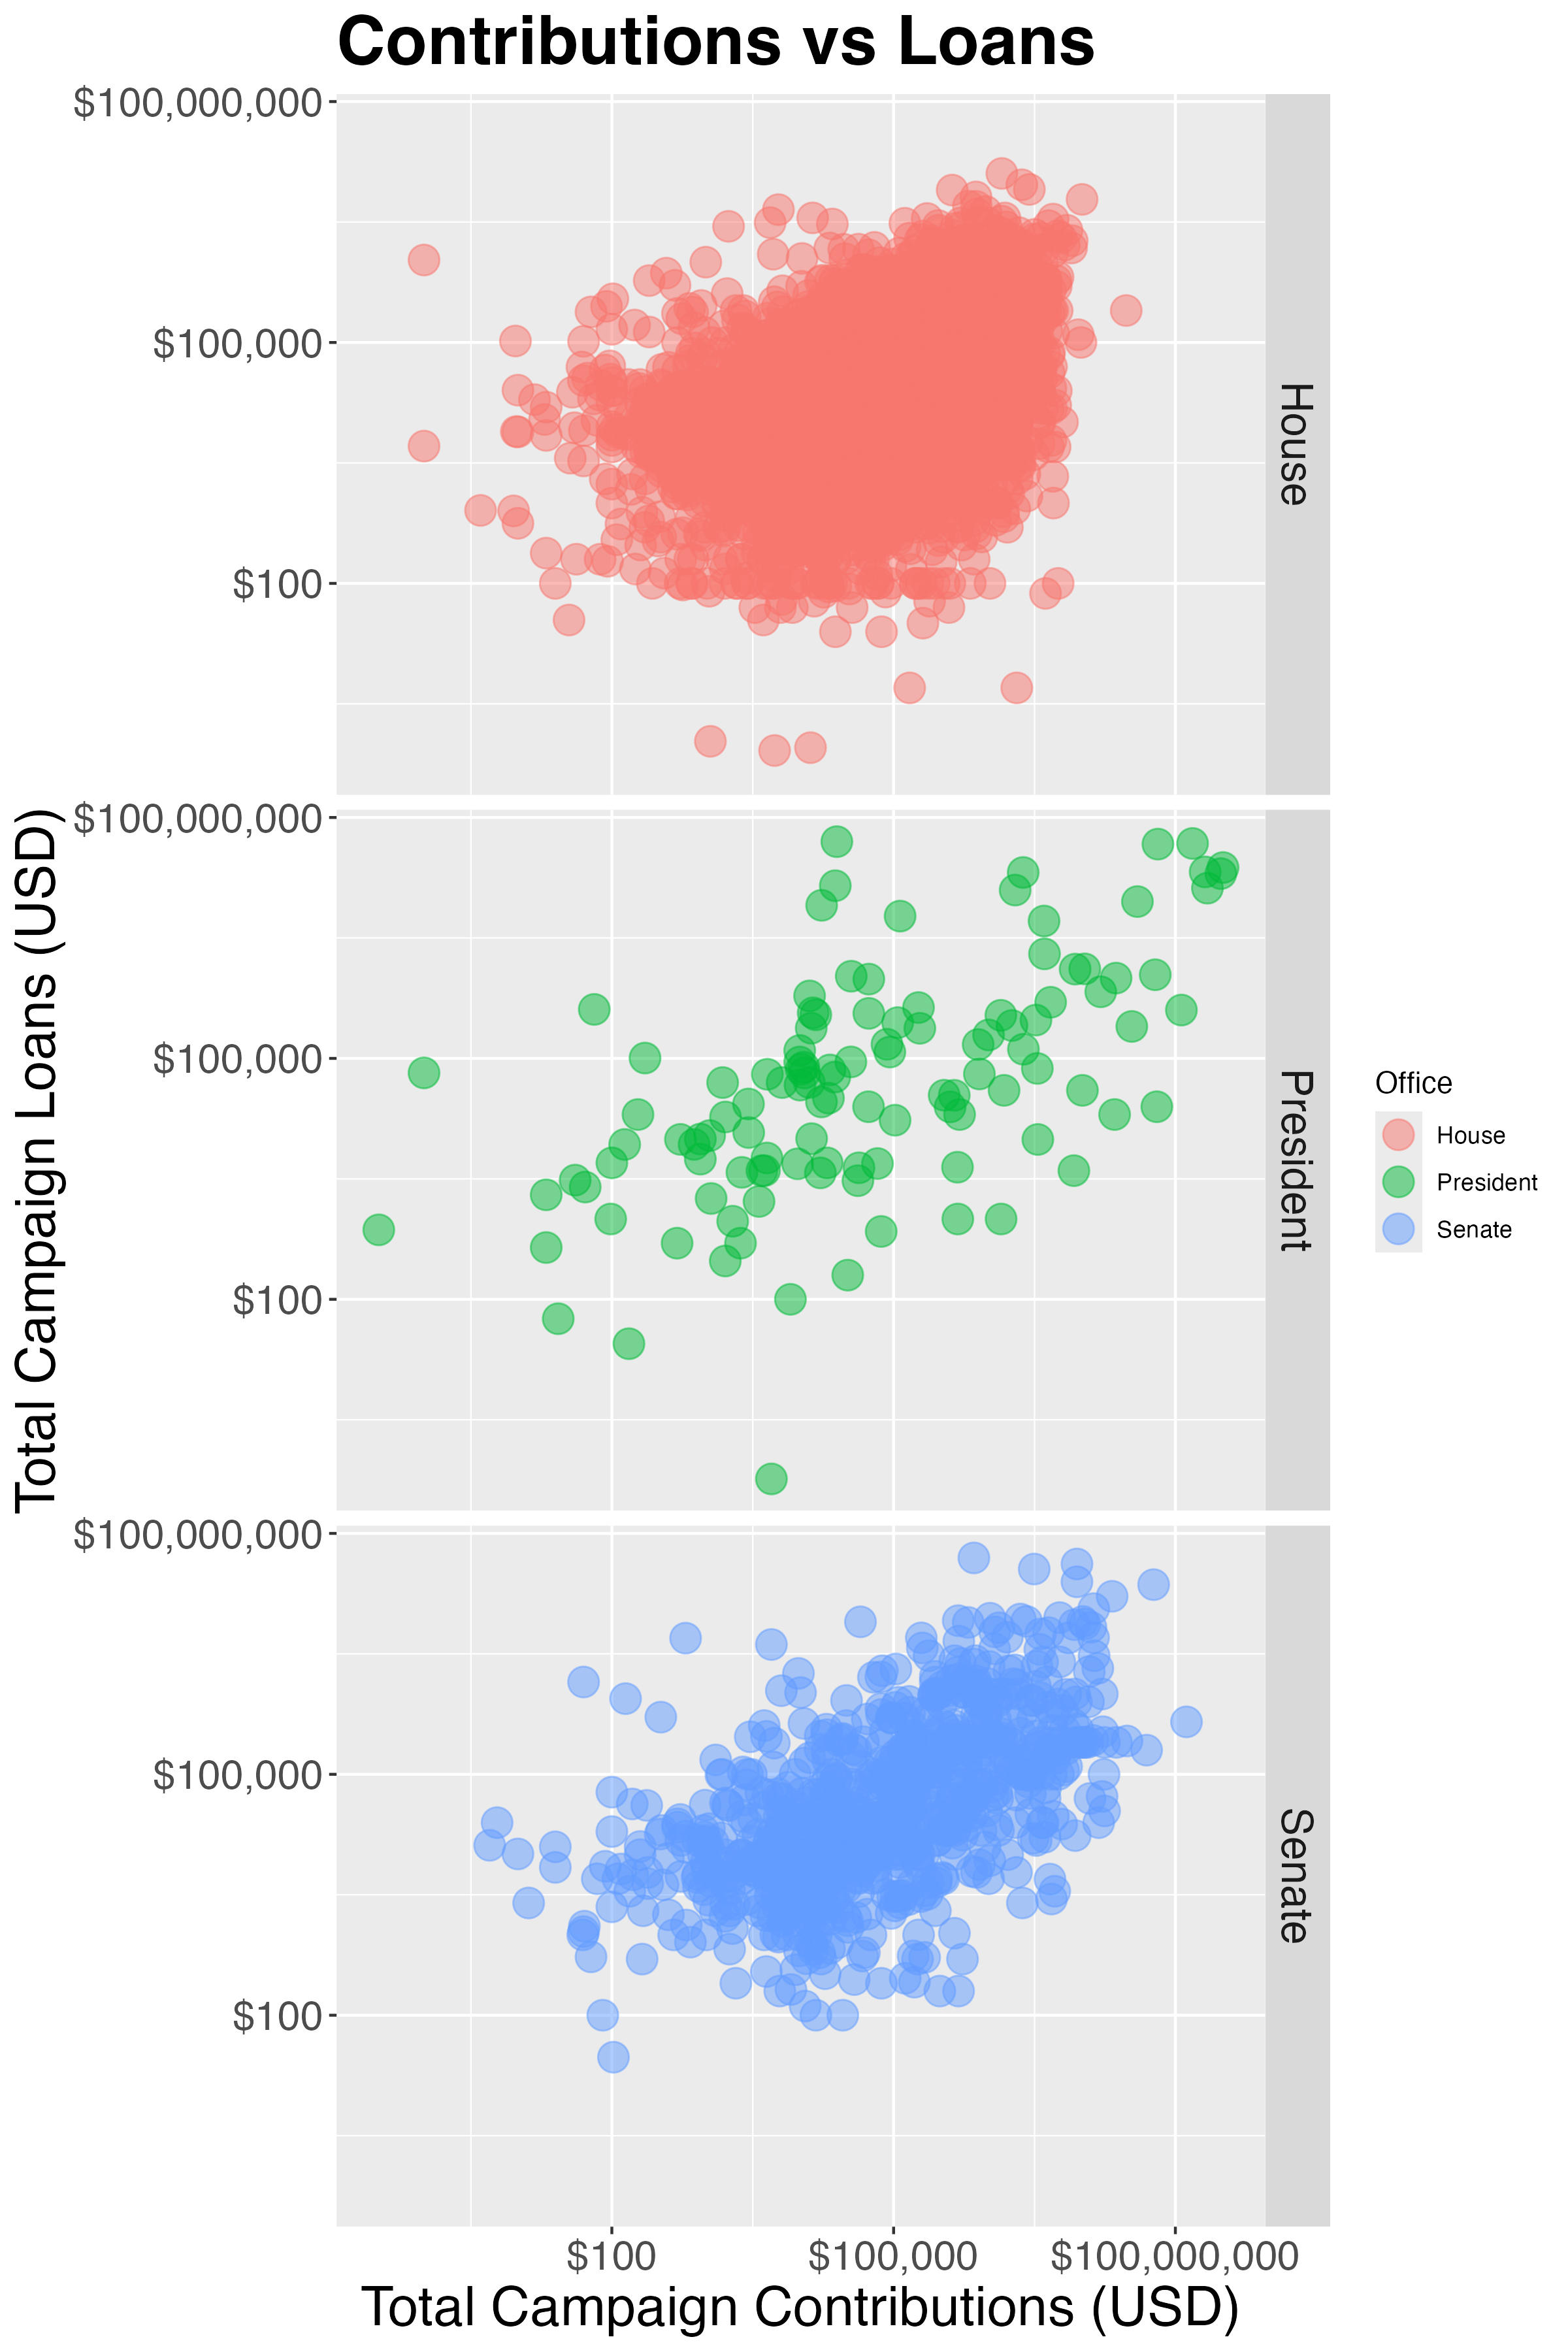 Contributions vs Loans
$100,000,000
$100,000
$100
House
Total Campaign Loans (USD)
$100,000,000
$100,000
$100
President
Office
House
President
Senate
$100,000,000
$100,000
$100
Senate
$100
$100,000
$100,000,000
Total Campaign Contributions (USD)